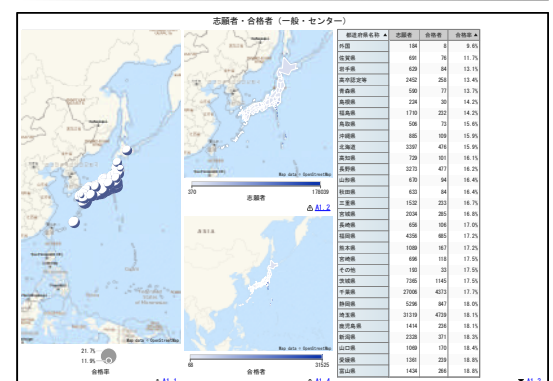 志願者・合格者（一般・センター）
Map data © OpenStreetMap
21.7%
11.9%
合格率
Map data © OpenStreetMap
370
178039
志願者
A1_2
Map data © OpenStreetMap
68
31525
合格者
都道府県名称 ▲ 志願者 合格者 合格率 ▲
外国 184 8
佐賀県 691 76 11.7%
岩手県 629 84 13.1%
高卒認定等 2452 258 13.4%
青森県 590 77 13.7%
島根県 224 30 14.2%
福島県 1710 232 14.2%
鳥取県 506 73 15.6%
沖縄県 885 109 15.9%
北海道 3397 476 15.9%
高知県 729 101 16.1%
長野県 3273 477 16.2%
山形県 670 94 16.4%
秋田県 633 84 16.4%
三重県 1532 233 16.7%
宮城県 2034 285 16.8%
長崎県 656 106 17.0%
福岡県 4356 685 17.2%
熊本県 1089 167 17.2%
宮崎県 696 118 17.5%
その他 193 33 17.5%
茨城県 7365 1145 17.5%
千葉県 27006 4373 17.7%
静岡県 5296 847 18.0%
埼玉県 31319 4739 18.1%
鹿児島県 1414 236 18.1%
新潟県 2328 371 18.3%
山口県 1069 170 18.4%
愛媛県 1361 239 18.8%
富山県 1434 266 18.8%